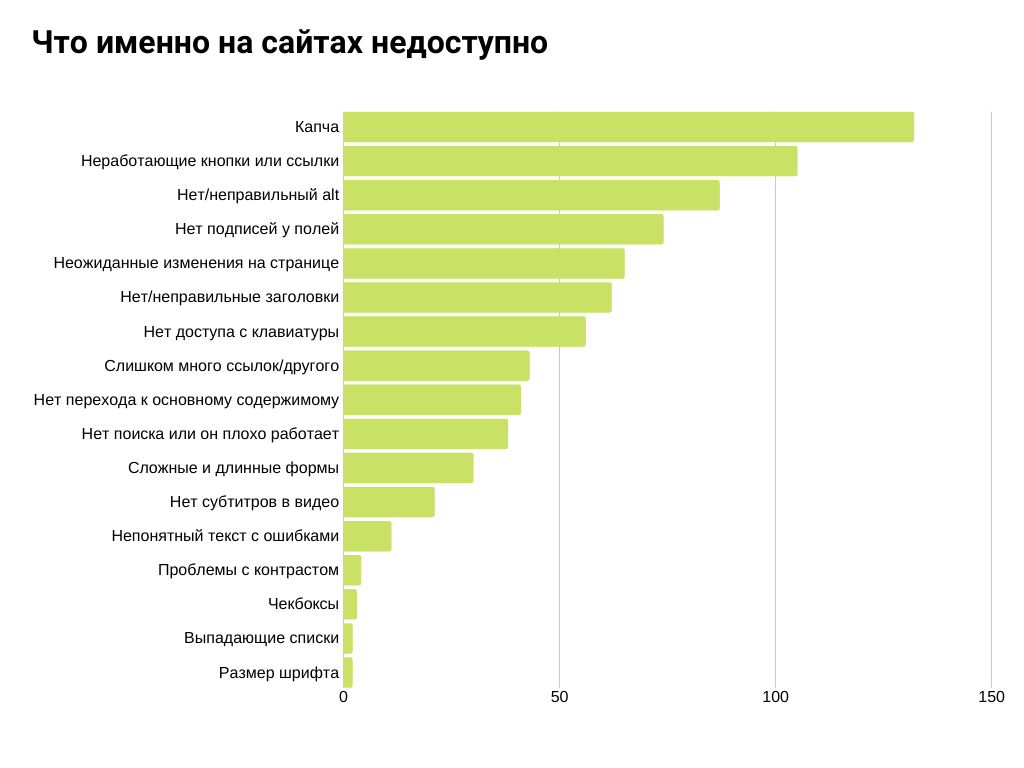 Что именно на сайтах недоступно
Капча
Неработающие кнопки или ссылки
Нет/неправильный alt
Нет подписей у полей
Неожиданные изменения на странице
Нет/неправильные заголовки
Нет доступа с клавиатуры
Слишком много ссылок/другого
Нет перехода к основному содержимому
Нет поиска или он плохо работает
Сложные и длинные формы
Нет субтитров в видео
Непонятный текст с ошибками
Проблемы с контрастом
Чекбоксы
Выпадающие списки
Размер шрифта
0 50 100 150